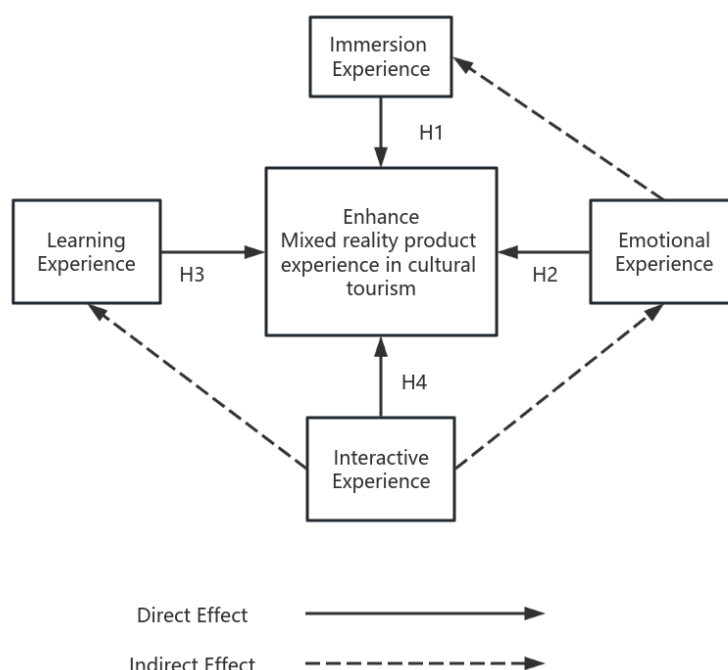 Immersion
Experience
H1
Enhance
Mixed reality product
experience in cultural
tourism
Learning
Experience
H3
Emotional
Experience
H2
H4
Interactive
Experience
Direct Effect
Indirect Effect